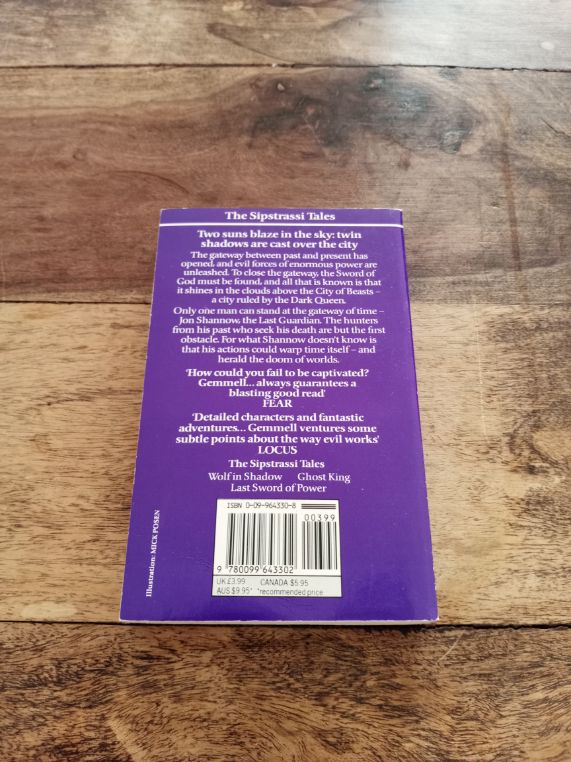 The Sipstrassi Tales
Two suns blaze in the sky: twin
shadows are cast over the city
The gateway between past and present has
opened, and evil forces of enormous power are
unleashed. To close the gateway, the Sword of
God must be found, and all that is known is that
it shines in the clouds above the City of Beasts –
a city ruled by the Dark Queen.
Only one man can stand at the gateway of time –
Jon Shannow, the Last Guardian. The hunters
from his past who seek his death are but the first
obstacle. For what Shannow doesn't know is
that his actions could warp time itself – and
herald the doom of worlds.
'How could you fail to be captivated?
Gemmell... always guarantees a
blasting good read'
FEAR
'Detailed characters and fantastic
adventures... Gemmell ventures some
subtle points about the way evil works'
LOCUS
The Sipstrassi Tales
Wolf in Shadow Ghost King
Last Sword of Power
ISBN 0-09-964330-8
00399
9 780099 643302
UK £3.99 CANADA $5.95
AUS $9.95* *recommended price
Illustration: MICK POSEN